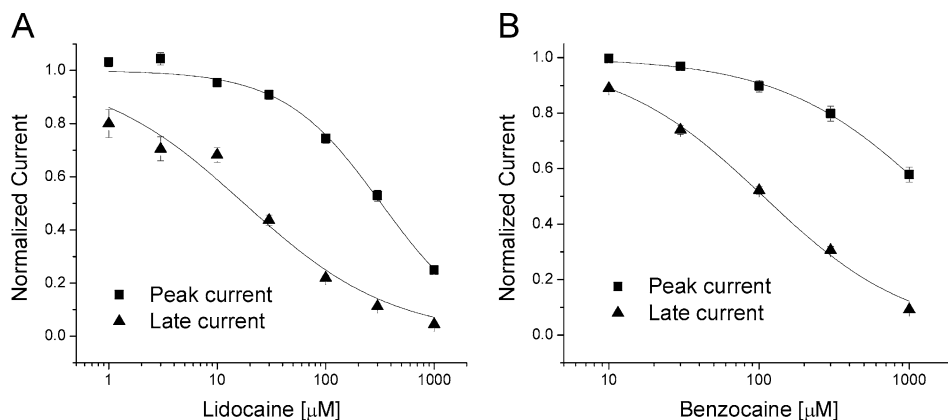 A
Normalized Current
1.0
0.8
0.6
0.4
0.2
0.0
Peak current
Late current
1 10 100 1000
Lidocaine [μM]
B
Normalized Current
1.0
0.8
0.6
0.4
0.2
0.0
Peak current
Late current
10 100 1000
Benzocaine [μM]